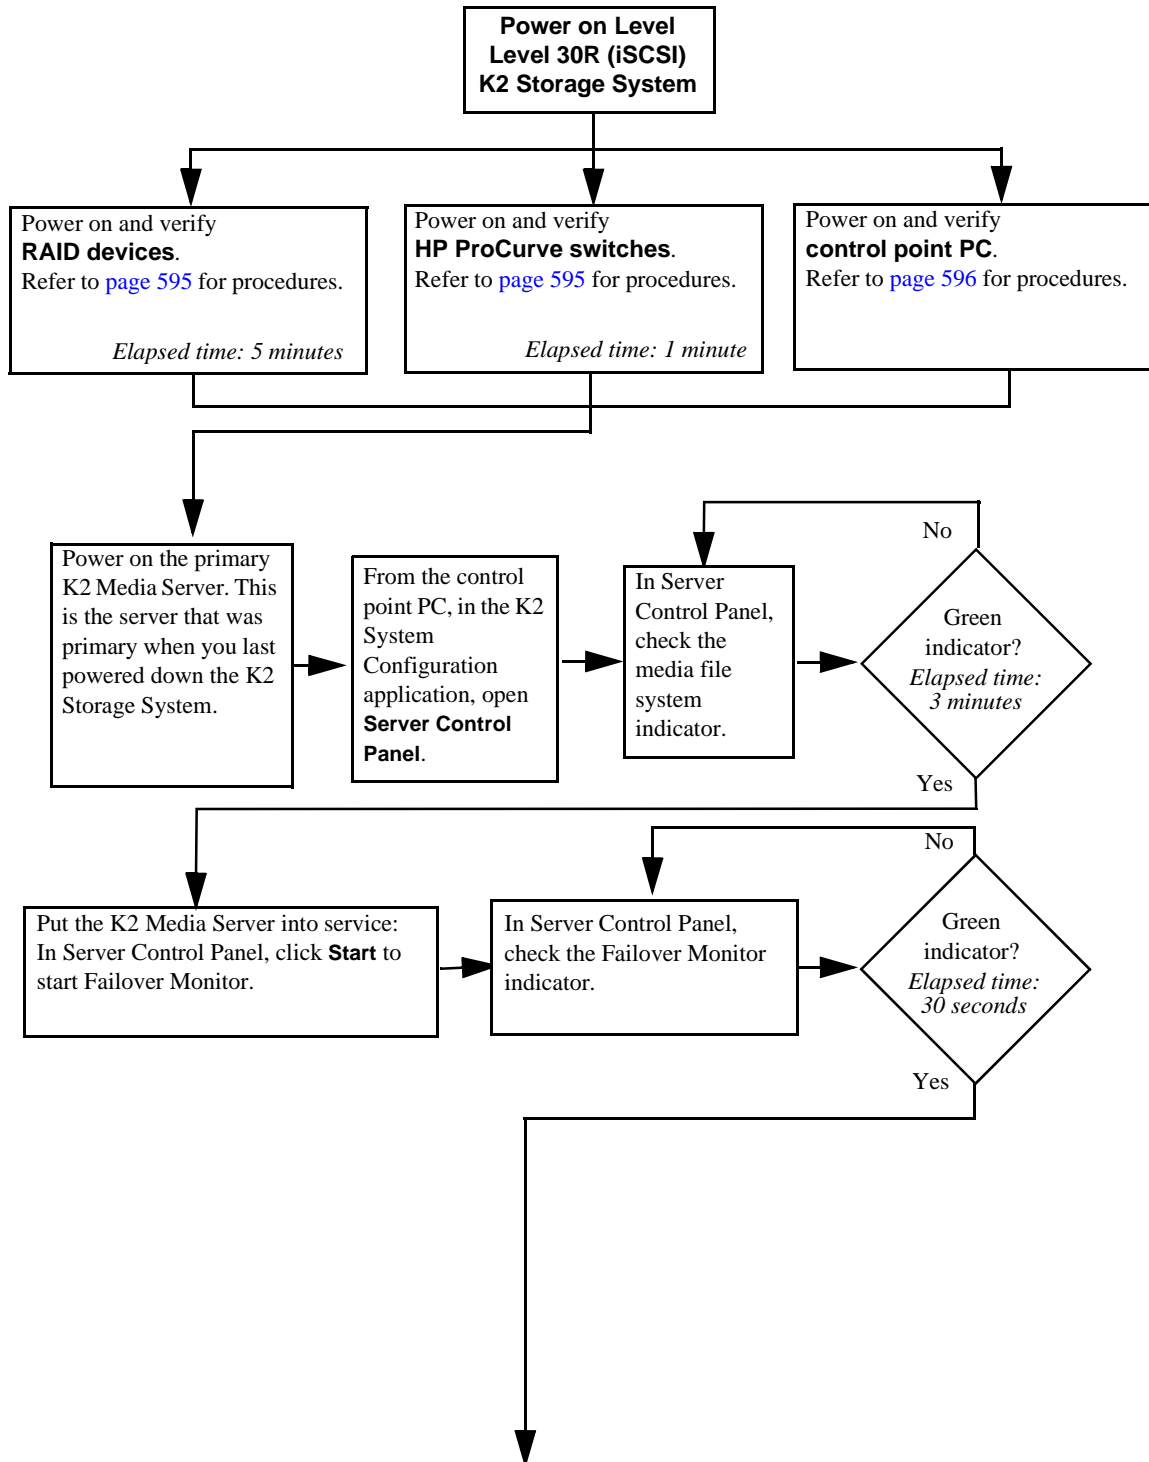 Power on Level
Level 30R (iSCSI)
K2 Storage System
Power on and verify
RAID devices.
Refer to page 595 for procedures.
Elapsed time: 5 minutes
Power on and verify
HP ProCurve switches.
Refer to page 595 for procedures.
Elapsed time: 1 minute
Power on and verify
control point PC.
Refer to page 596 for procedures.
Power on the primary
K2 Media Server. This
is the server that was
primary when you last
powered down the K2
Storage System.
From the control
point PC, in the K2
System
Configuration
application, open
Server Control
Panel.
In Server
Control Panel,
check the
media file
system
indicator.
No
Green
indicator?
Elapsed time:
3 minutes
Yes
Put the K2 Media Server into service:
In Server Control Panel, click Start to
start Failover Monitor.
In Server Control Panel,
check the Failover Monitor
indicator.
No
Green
indicator?
Elapsed time:
30 seconds
Yes